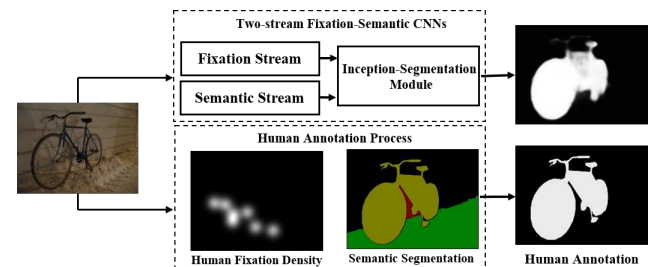 Two-stream Fixation-Semantic CNNs
Fixation Stream
Semantic Stream
Inception-Segmentation
Module
Human Annotation Process
Human Fixation Density
Semantic Segmentation
Human Annotation